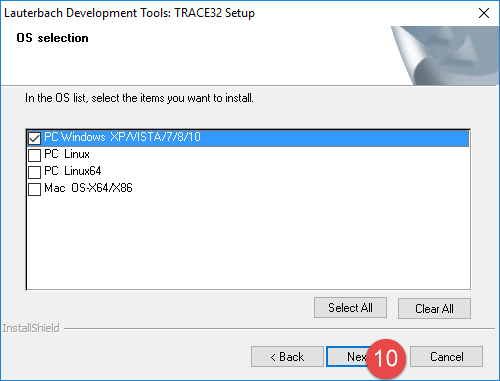 Lauterbach Development Tools: TRACE32 Setup
OS selection
In the OS list, select the items you want to install.
PC Windows XP/VISTA/7/8/10
PC Linux
PC Linux64
Mac OS-X64/X86
Select All
Clear All
InstallShield
< Back
Nex
10
Cancel